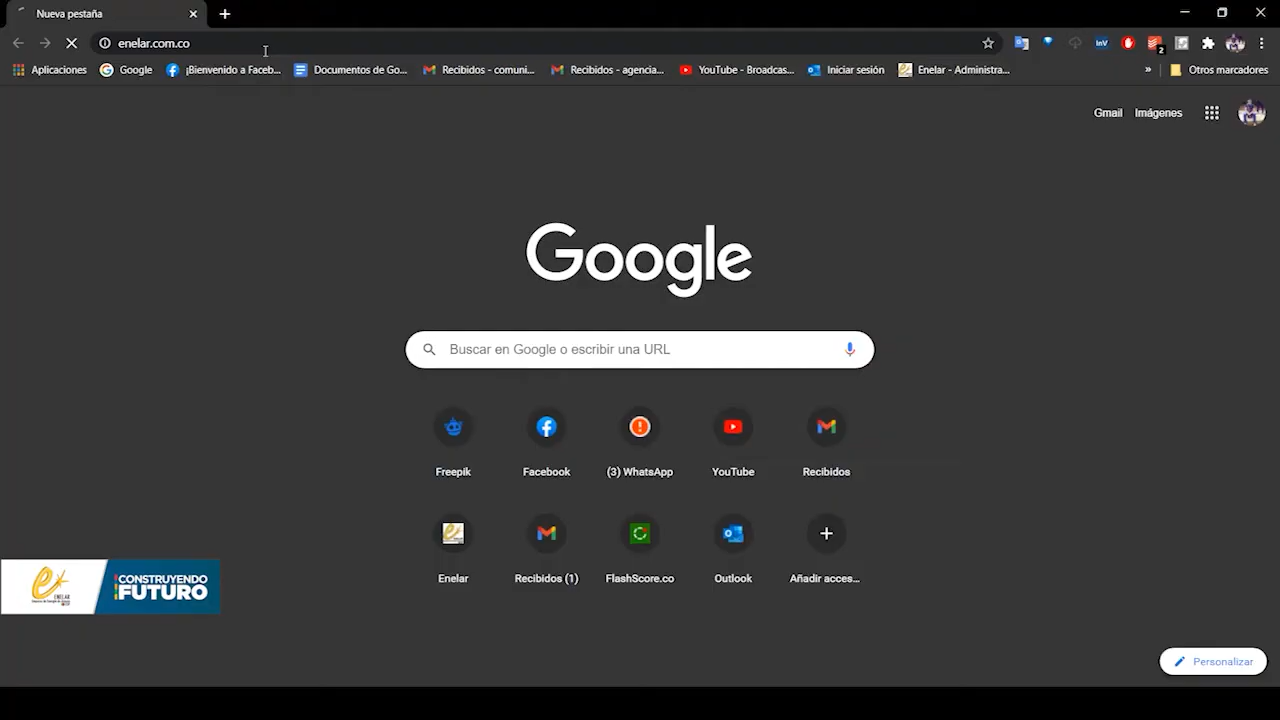 Nueva pestaña
enelar.com.co
2
Aplicaciones
Google
¡Bienvenido a Faceb...
Documentos de Go...
Recibidos - comuni...
Recibidos - agencia...
YouTube - Broadcas...
Iniciar sesión
Enelar - Administra...
»
Otros marcadores
Gmail
Imágenes
Google
Buscar en Google o escribir una URL
Freepik
Facebook
(3) WhatsApp
YouTube
Recibidos
Enelar
Recibidos (1)
FlashScore.co
Outlook
Añadir acces...
ENELAR
CONSTRUYENDO
FUTURO
Personalizar